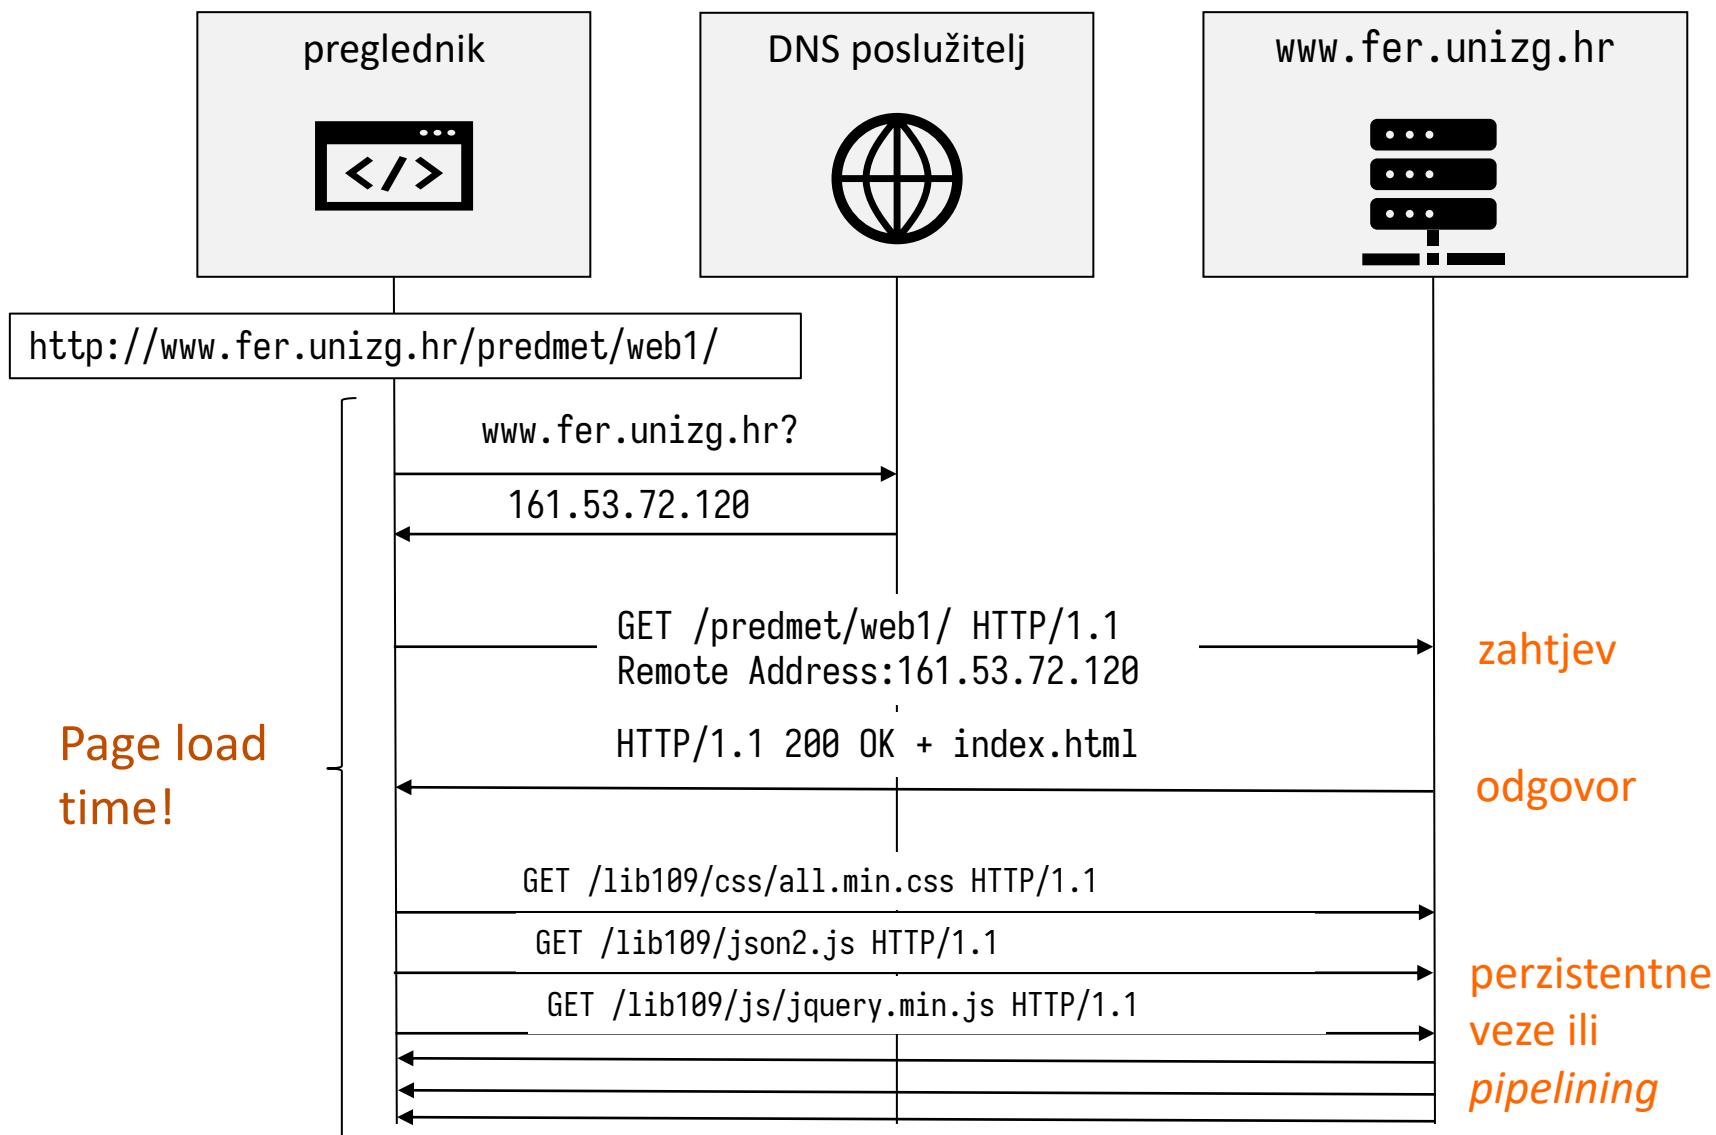 preglednik
DNS poslužitelj
www.fer.unizg.hr
</>
http://www.fer.unizg.hr/predmet/web1/
www.fer.unizg.hr?
161.53.72.120
GET /predmet/web1/ HTTP/1.1
Remote Address:161.53.72.120
zahtjev
HTTP/1.1 200 OK + index.html
odgovor
Page load
time!
GET /lib109/css/all.min.css HTTP/1.1
GET /lib109/json2.js HTTP/1.1
GET /lib109/js/jquery.min.js HTTP/1.1
perzistentne
veze ili
pipelining